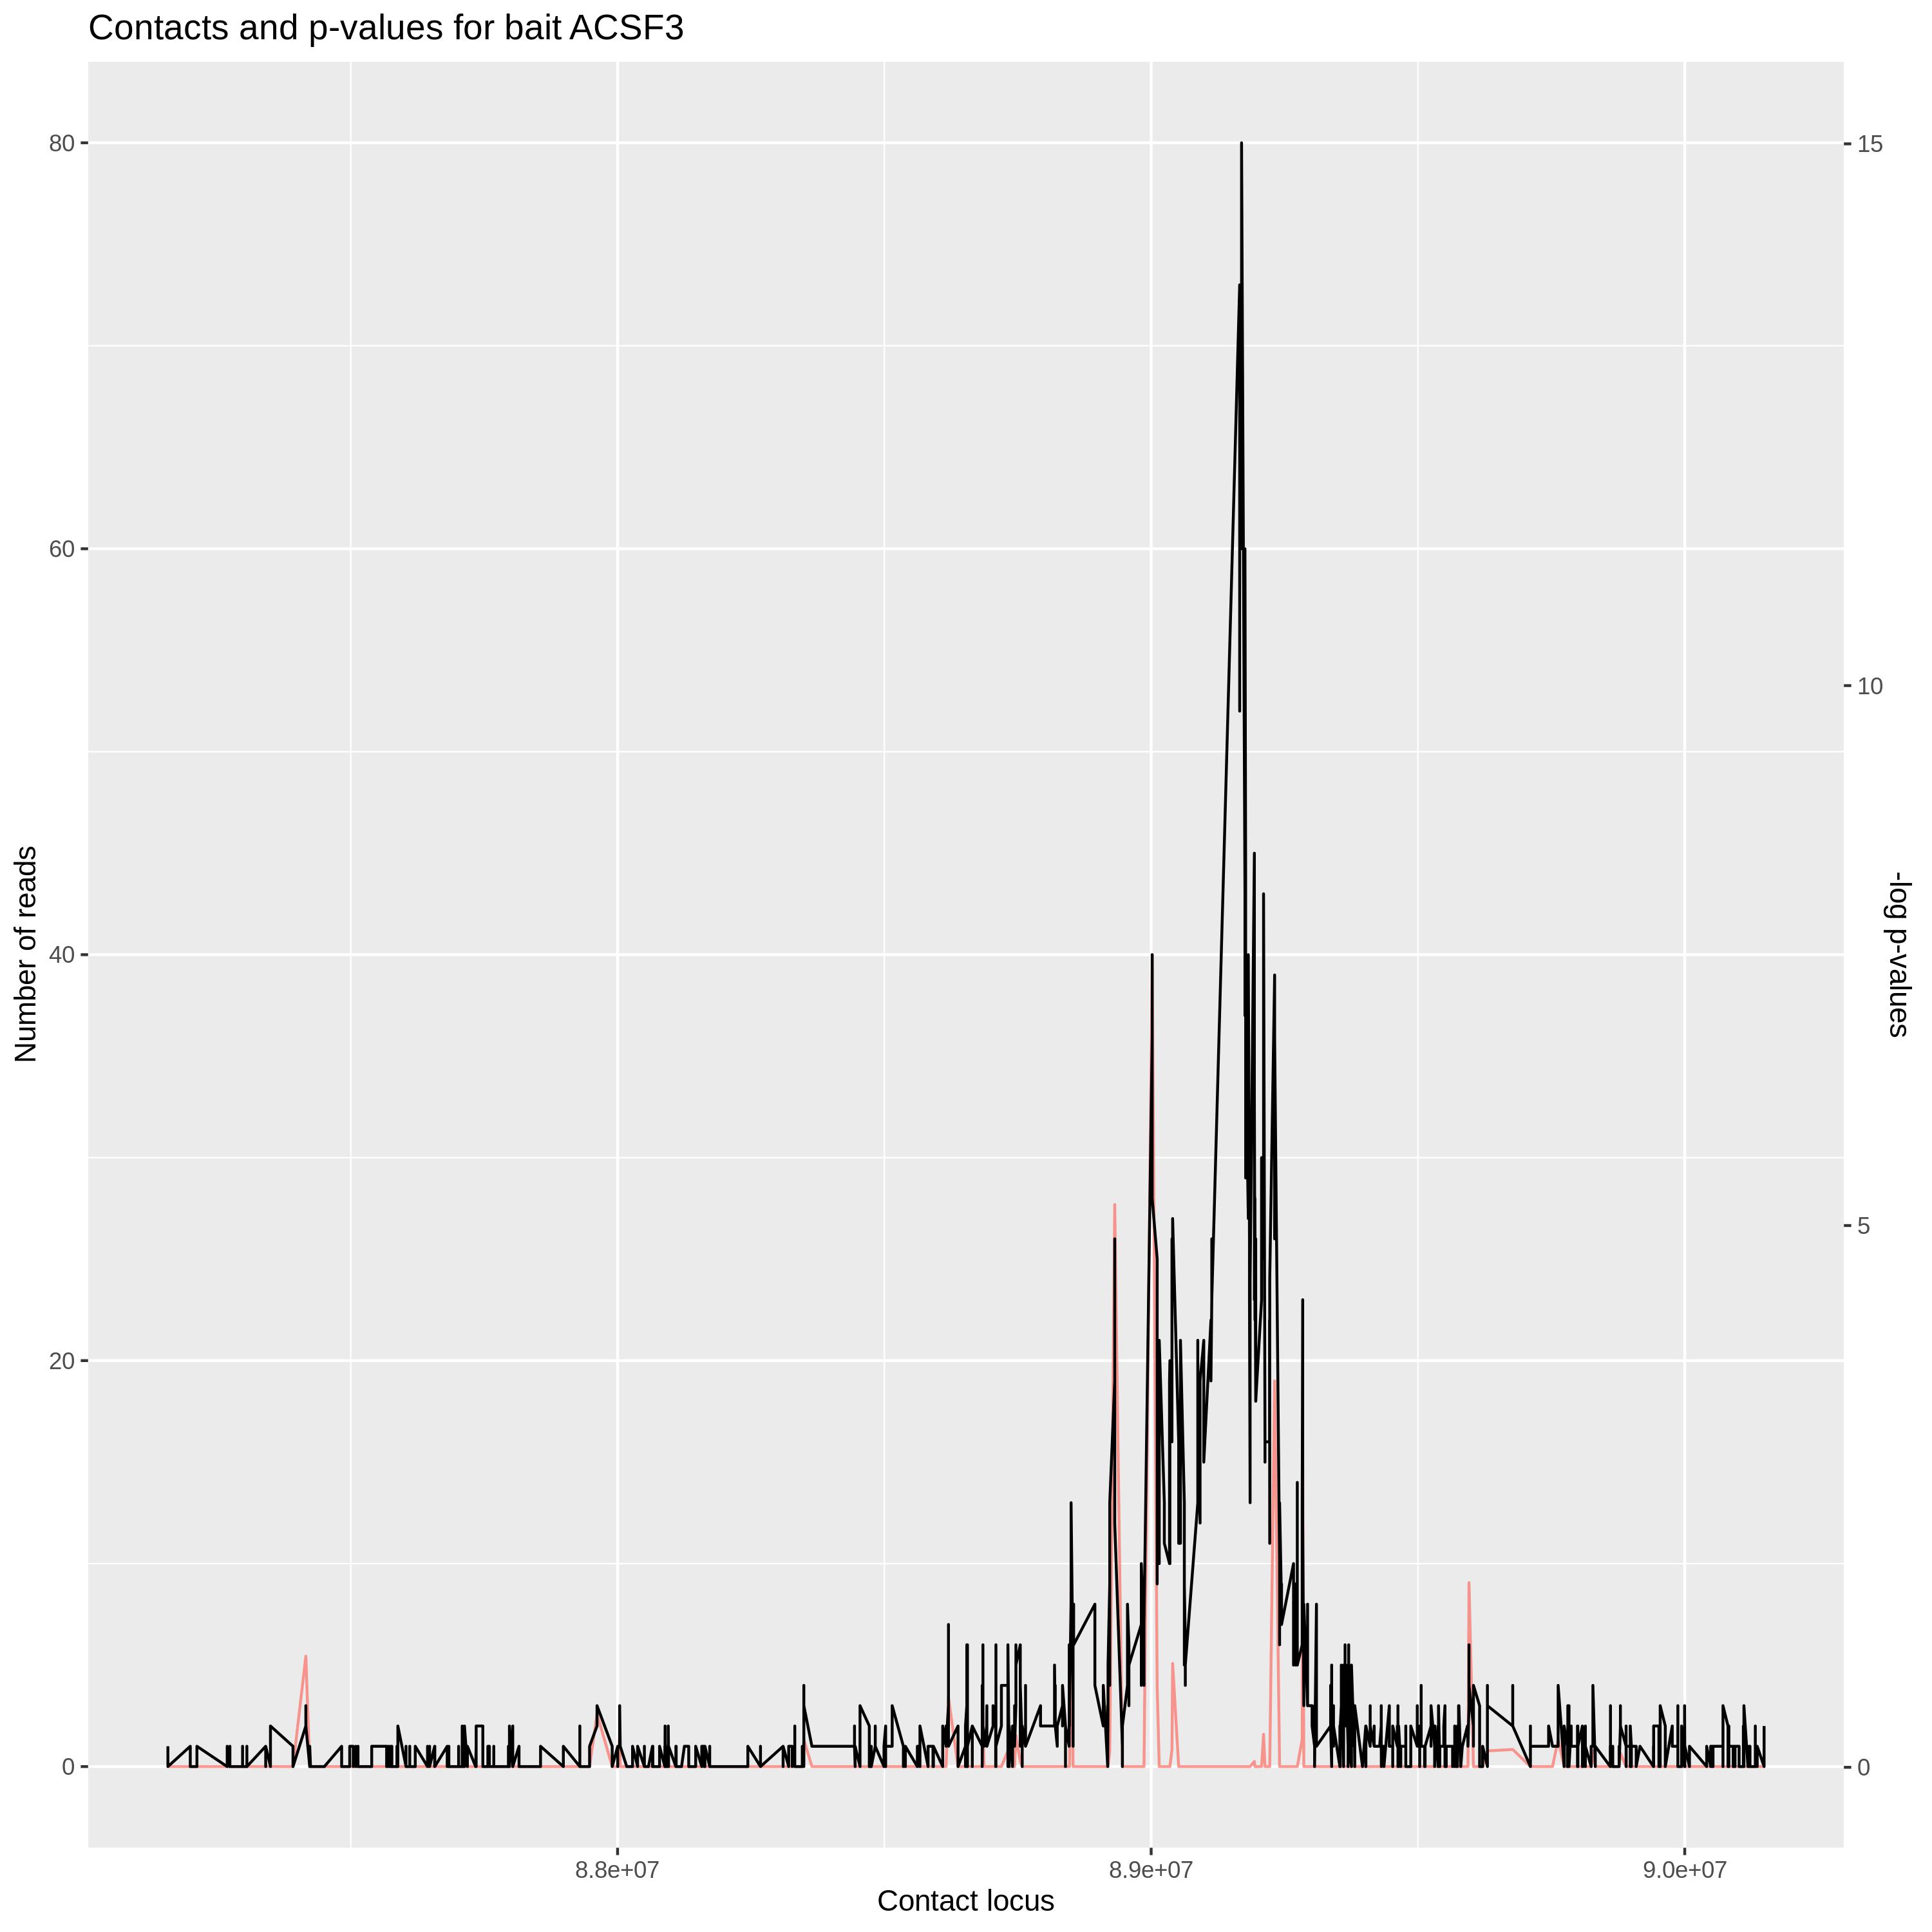 Contacts and p-values for bait ACSF3
80
60
40
20
0
15
10
5
0
Number of reads
-log p-values
8.8e+07
8.9e+07
9.0e+07
Contact locus